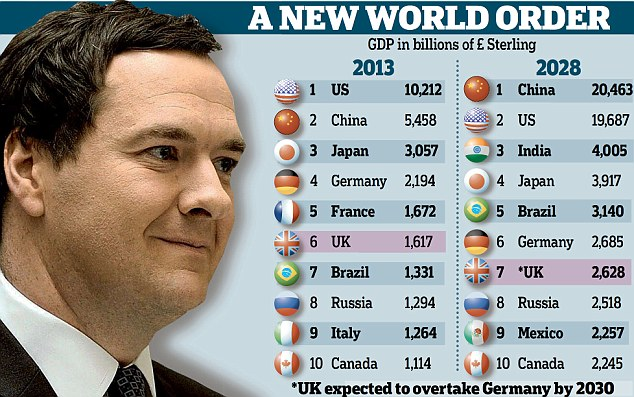 A NEW WORLD ORDER
GDP in billions of £ Sterling
2013
1 US 10,212
2 China 5,458
3 Japan 3,057
4 Germany 2,194
5 France 1,672
6 UK 1,617
7 Brazil 1,331
8 Russia 1,294
9 Italy 1,264
10 Canada 1,114
2028
1 China 20,463
2 US 19,687
3 India 4,005
4 Japan 3,917
5 Brazil 3,140
6 Germany 2,685
7 *UK 2,628
8 Russia 2,518
9 Mexico 2,257
10 Canada 2,245
*UK expected to overtake Germany by 2030